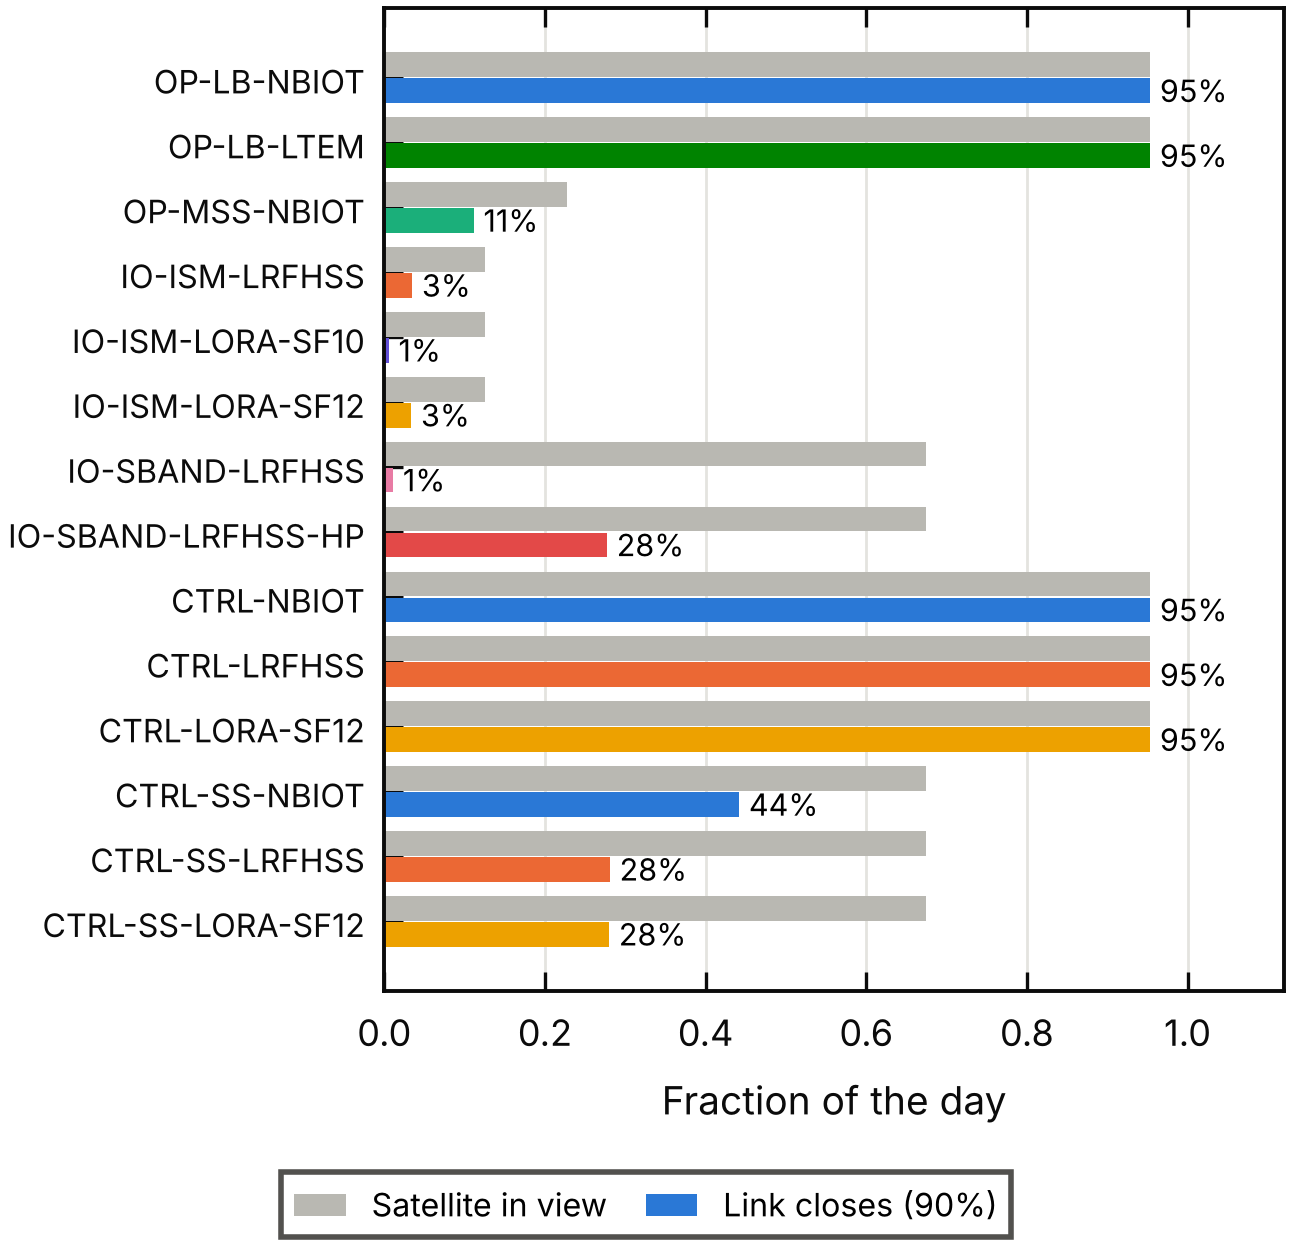 OP-LB-NBIOT
95%
OP-LB-LTEM
95%
OP-MSS-NBIOT
11%
IO-ISM-LRFHSS
3%
IO-ISM-LORA-SF10
1%
IO-ISM-LORA-SF12
3%
IO-SBAND-LRFHSS
1%
IO-SBAND-LRFHSS-HP
28%
CTRL-NBIOT
95%
CTRL-LRFHSS
95%
CTRL-LORA-SF12
95%
CTRL-SS-NBIOT
44%
CTRL-SS-LRFHSS
28%
CTRL-SS-LORA-SF12
28%
0.0 0.2 0.4 0.6 0.8 1.0
Fraction of the day
Satellite in view Link closes (90%)